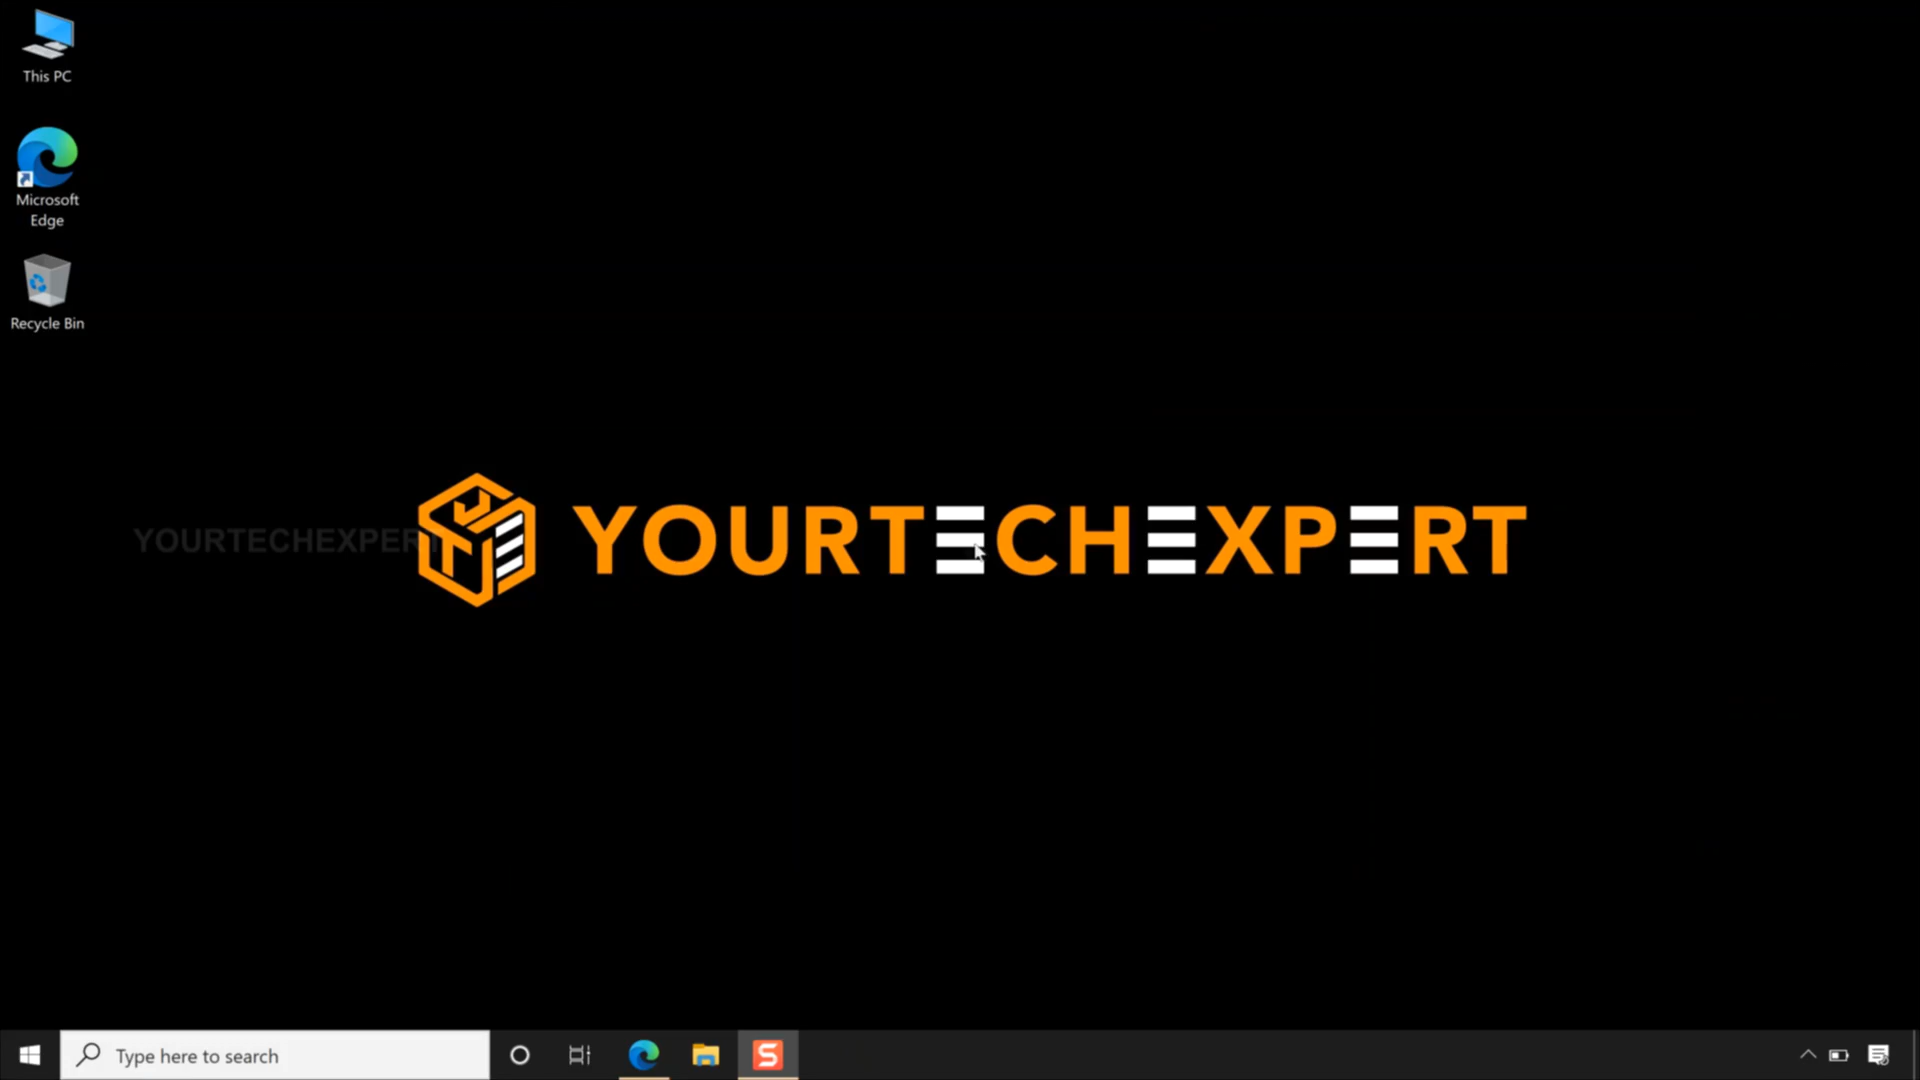 This PC
Microsoft
Edge
Recycle Bin
YOURTECHEXPERT
YOURTECHEXPERT
Type here to search